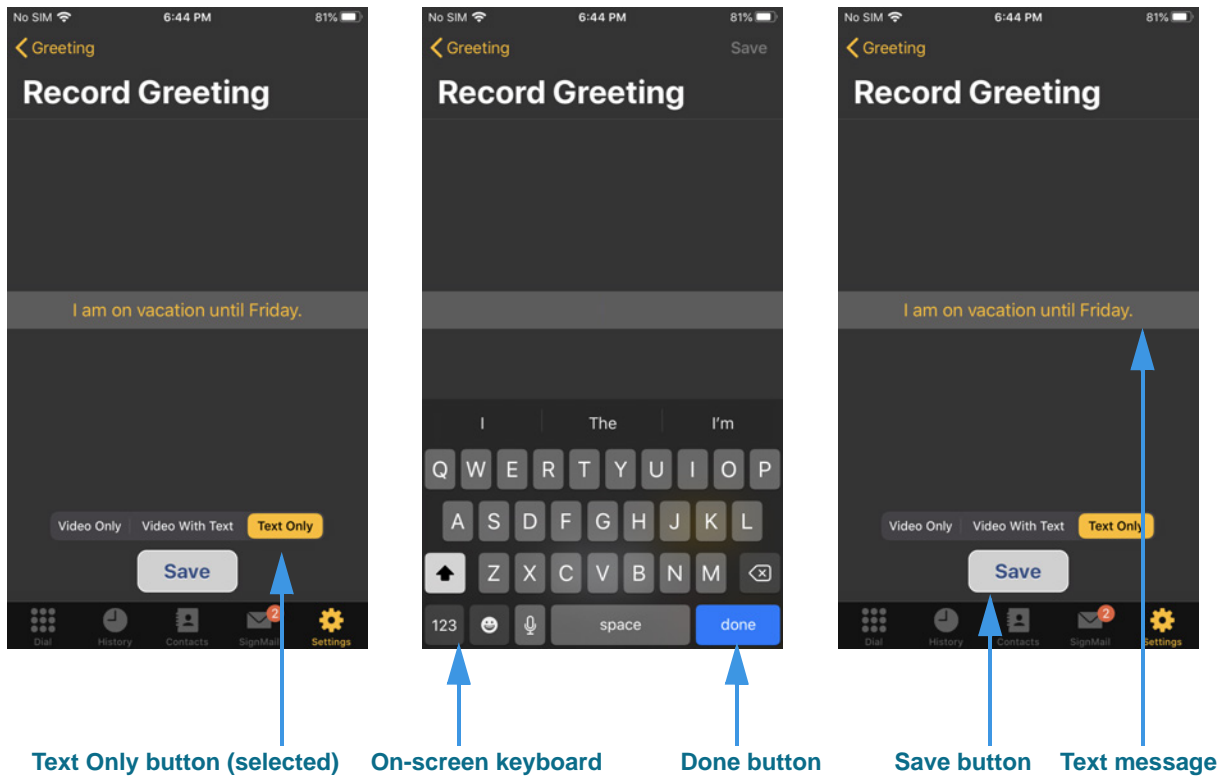 No SIM 6:44 PM 81%
Greeting
Record Greeting
I am on vacation until Friday.
Video Only Video With Text Text Only
Save
2
Dial History Contacts SignMail Settings
No SIM 6:44 PM 81%
Greeting Save
Record Greeting
I The I'm
Q W E R T Y U I O P
A S D F G H J K L
Z X C V B N M
123 space done
No SIM 6:44 PM 81%
Greeting
Record Greeting
I am on vacation until Friday.
Video Only Video With Text Text Only
Save
2
Dial History Contacts SignMail Settings
Text Only button (selected) On-screen keyboard Done button Save button Text message